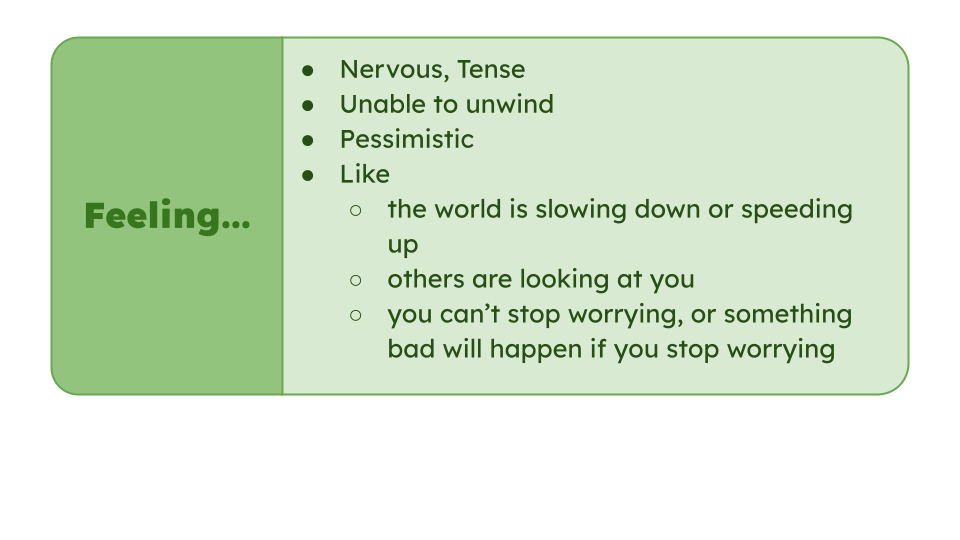 Feeling...
● Nervous, Tense
● Unable to unwind
● Pessimistic
● Like
○ the world is slowing down or speeding
up
○ others are looking at you
○ you can’t stop worrying, or something
bad will happen if you stop worrying